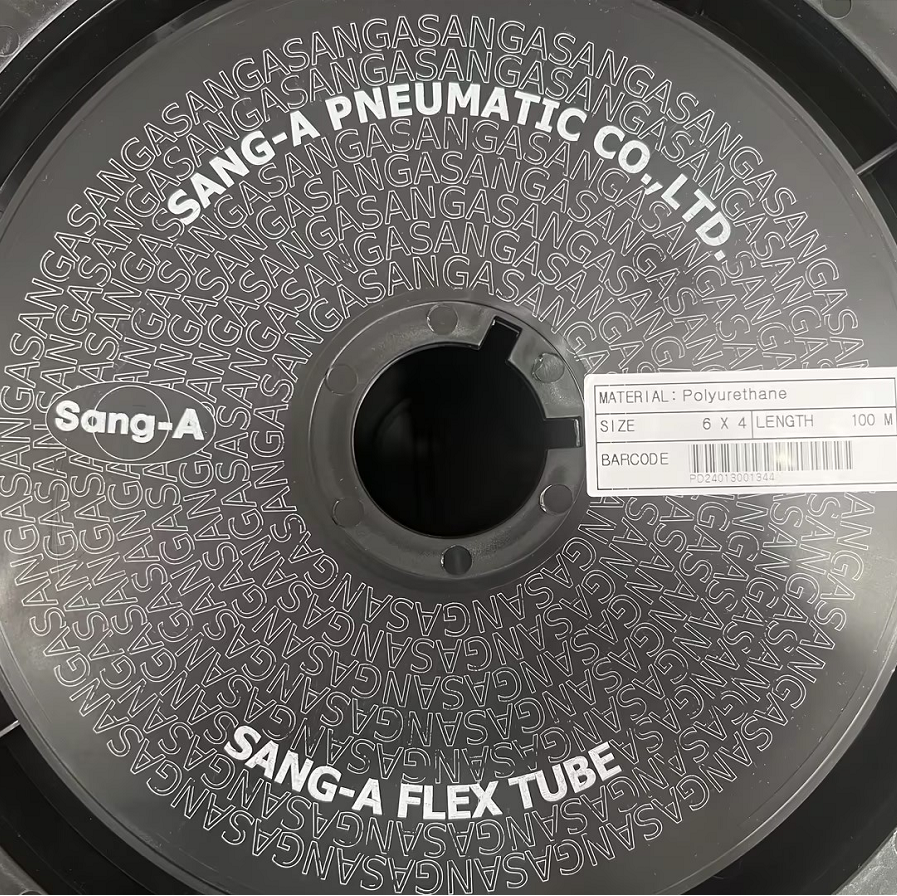 SANG-A PNEUMATIC CO.,LTD.
Sang-A
MATERIAL: Polyurethane
SIZE 6 X 4 LENGTH 100 M
BARCODE
PD24013001344
SANG-A FLEX TUBE